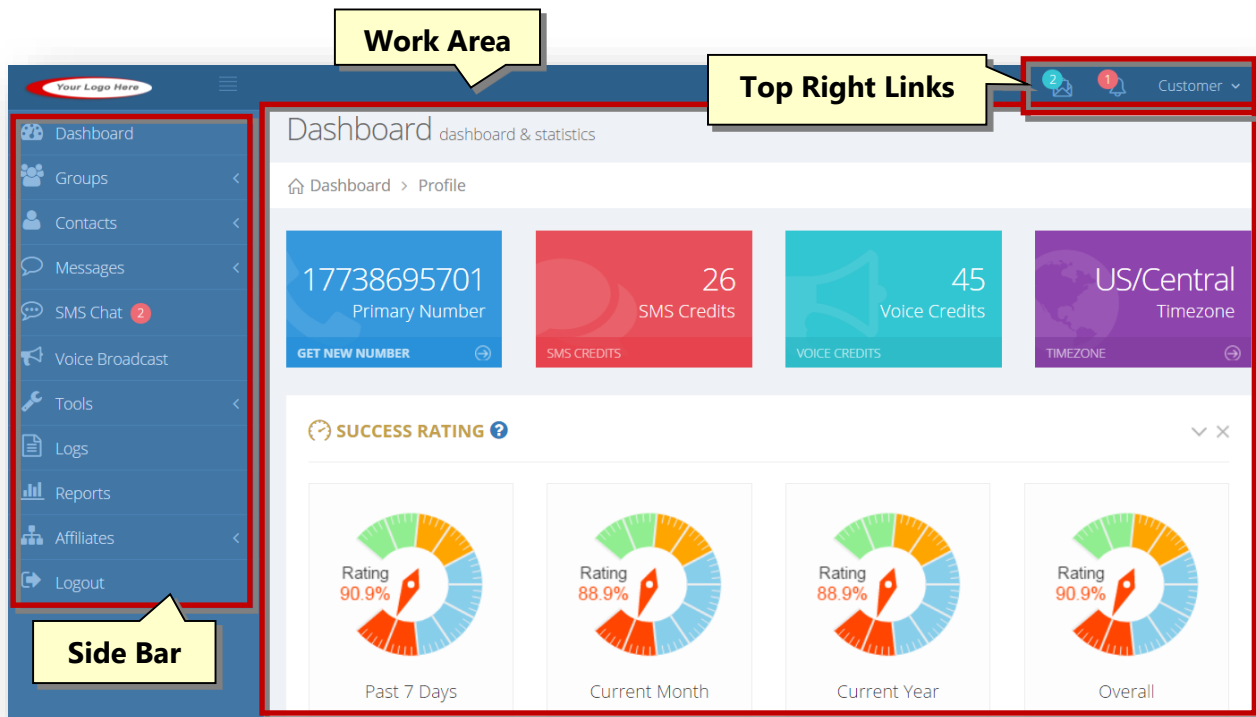 Work Area
Top Right Links
Your Logo Here
2
1
Customer
Dashboard
Groups
Contacts
Messages
SMS Chat 2
Voice Broadcast
Tools
Logs
Reports
Affiliates
Logout
Side Bar
Dashboard dashboard & statistics
Dashboard > Profile
17738695701
Primary Number
GET NEW NUMBER
26
SMS Credits
SMS CREDITS
45
Voice Credits
VOICE CREDITS
US/Central
Timezone
TIMEZONE
SUCCESS RATING ?
Rating
90.9%
Past 7 Days
Rating
88.9%
Current Month
Rating
88.9%
Current Year
Rating
90.9%
Overall